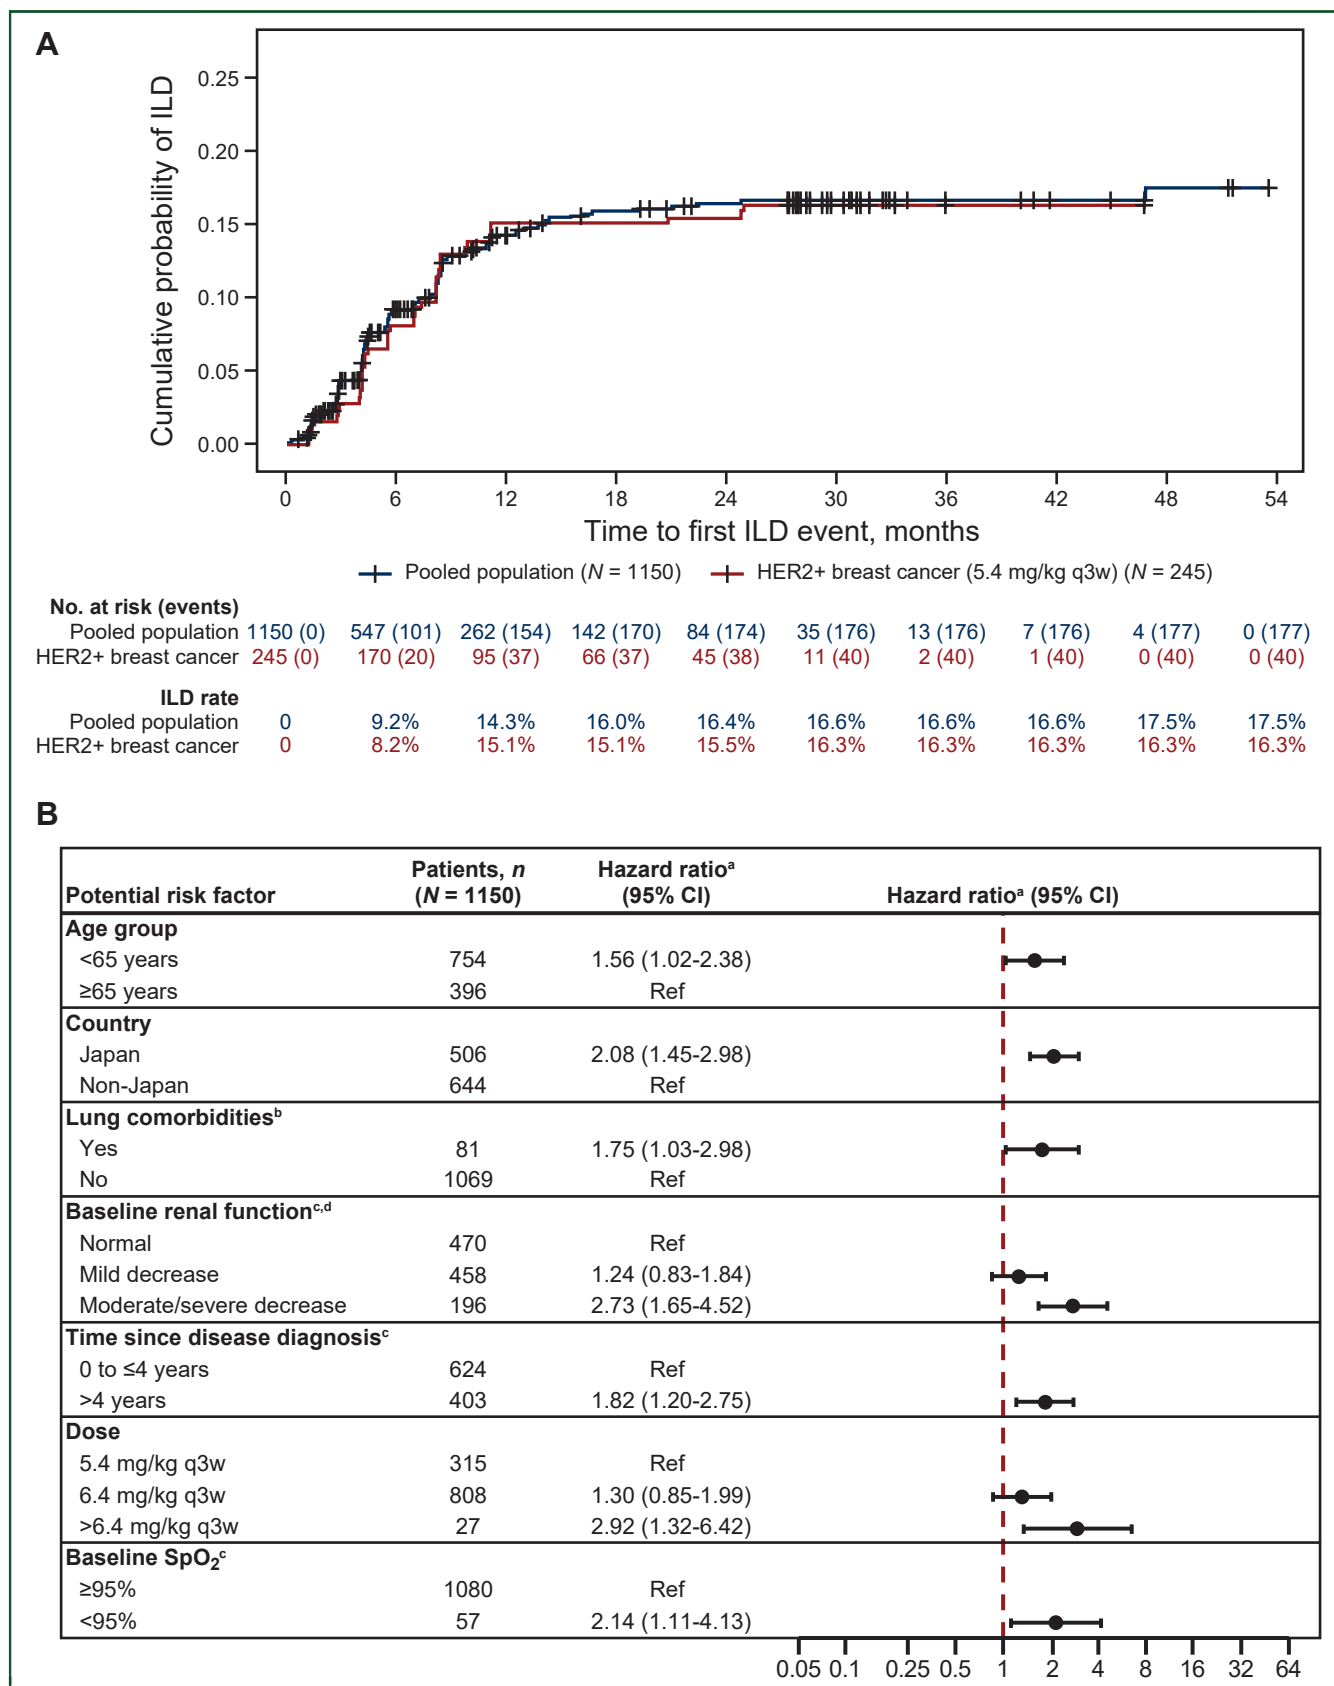 A
Cumulative probability of ILD
0.25
0.20
0.15
0.10
0.05
0.00
0 6 12 18 24 30 36 42 48 54
Time to first ILD event, months
Pooled population (N = 1150) HER2+ breast cancer (5.4 mg/kg q3w) (N = 245)
No. at risk (events)
Pooled population 1150 (0) 547 (101) 262 (154) 142 (170) 84 (174) 35 (176) 13 (176) 7 (176) 4 (177) 0 (177)
HER2+ breast cancer 245 (0) 170 (20) 95 (37) 66 (37) 45 (38) 11 (40) 2 (40) 1 (40) 0 (40) 0 (40)
ILD rate
Pooled population 0 9.2% 14.3% 16.0% 16.4% 16.6% 16.6% 16.6% 17.5% 17.5%
HER2+ breast cancer 0 8.2% 15.1% 15.1% 15.5% 16.3% 16.3% 16.3% 16.3% 16.3%
B
Patients, n Hazard ratioᵃ
Potential risk factor (N = 1150) (95% CI) Hazard ratioᵃ (95% CI)
Age group
<65 years 754 1.56 (1.02-2.38)
≥65 years 396 Ref
Country
Japan 506 2.08 (1.45-2.98)
Non-Japan 644 Ref
Lung comorbiditiesᵇ
Yes 81 1.75 (1.03-2.98)
No 1069 Ref
Baseline renal functionᶜ,ᵈ
Normal 470 Ref
Mild decrease 458 1.24 (0.83-1.84)
Moderate/severe decrease 196 2.73 (1.65-4.52)
Time since disease diagnosisᶜ
0 to ≤4 years 624 Ref
>4 years 403 1.82 (1.20-2.75)
Dose
5.4 mg/kg q3w 315 Ref
6.4 mg/kg q3w 808 1.30 (0.85-1.99)
>6.4 mg/kg q3w 27 2.92 (1.32-6.42)
Baseline SpO₂ᶜ
≥95% 1080 Ref
<95% 57 2.14 (1.11-4.13)
0.05 0.1 0.25 0.5 1 2 4 8 16 32 64